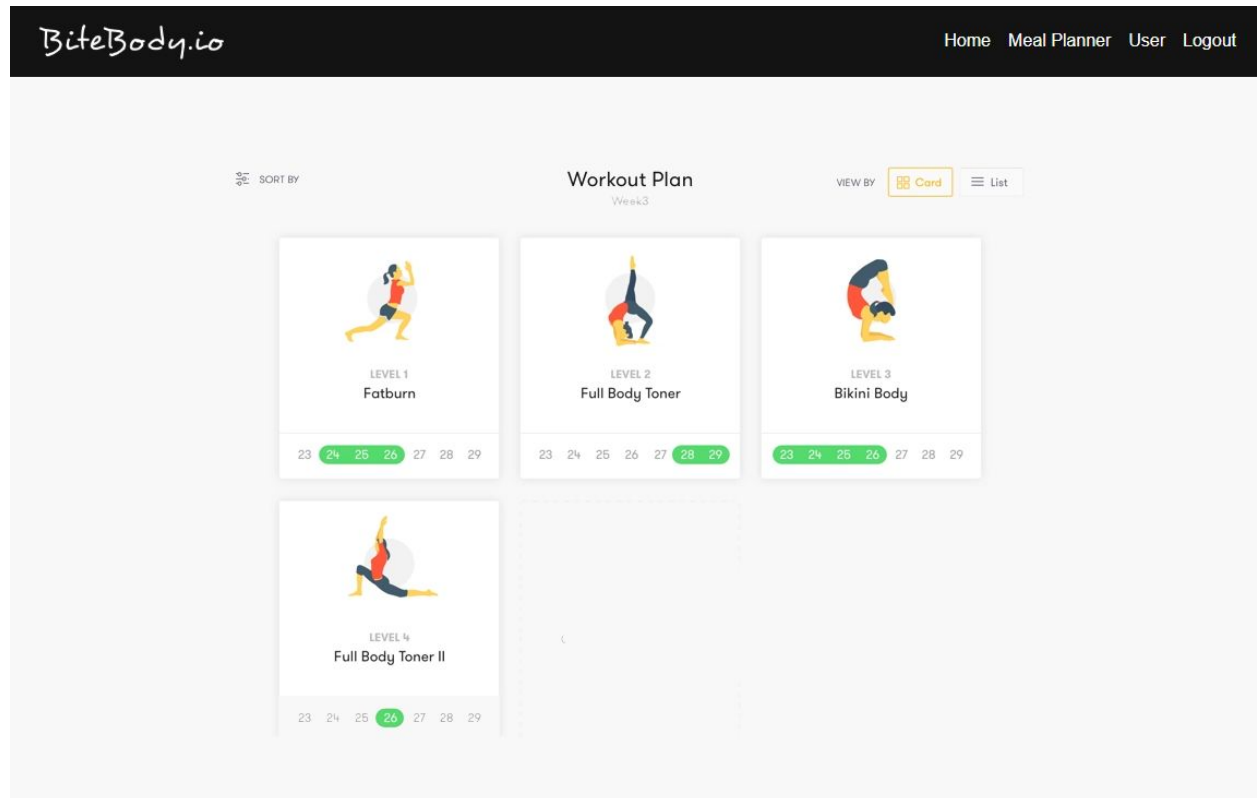 BiteBody.io
Home Meal Planner User Logout
SORT BY
Workout Plan
Week3
VIEW BY Card List
LEVEL 1
Fatburn
23 24 25 26 27 28 29
LEVEL 2
Full Body Toner
23 24 25 26 27 28 29
LEVEL 3
Bikini Body
23 24 25 26 27 28 29
LEVEL 4
Full Body Toner II
23 24 25 26 27 28 29